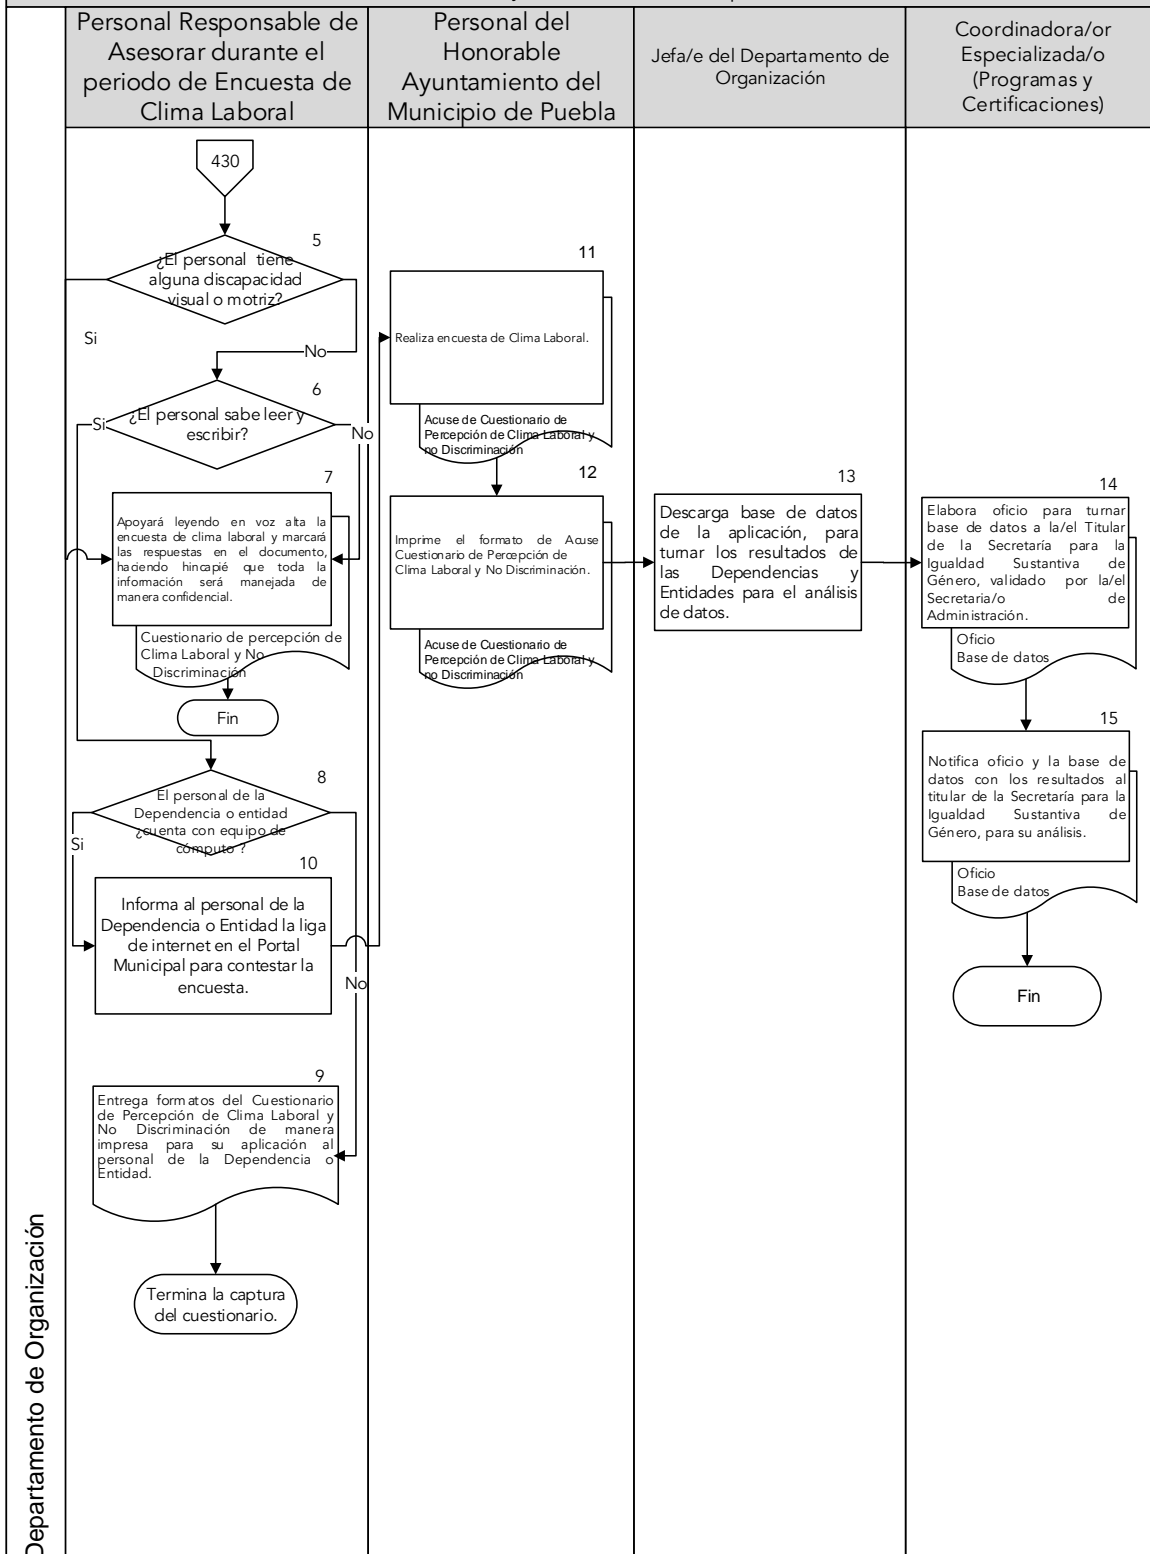 Personal Responsable de
Asesorar durante el
periodo de Encuesta de
Clima Laboral
Personal del
Honorable
Ayuntamiento del
Municipio de Puebla
Jefa/e del Departamento de
Organización
Coordinadora/or
Especializada/o
(Programas y
Certificaciones)
Departamento de Organización
430
5
¿El personal tiene
alguna discapacidad
visual o motriz?
Si
No
6
¿El personal sabe leer y
escribir?
Si
No
7
Apoyará leyendo en voz alta la
encuesta de clima laboral y marcará
las respuestas en el documento,
haciendo hincapié que toda la
información será manejada de
manera confidencial.
Cuestionario de percepción de
Clima Laboral y No
Discriminación
Fin
8
El personal de la
Dependencia o entidad
¿cuenta con equipo de
cómputo ?
Si
No
10
Informa al personal de la
Dependencia o Entidad la liga
de internet en el Portal
Municipal para contestar la
encuesta.
9
Entrega formatos del Cuestionario
de Percepción de Clima Laboral y
No Discriminación de manera
impresa para su aplicación al
personal de la Dependencia o
Entidad.
Termina la captura
del cuestionario.
11
Realiza encuesta de Clima Laboral.
Acuse de Cuestionario de
Percepción de Clima Laboral y
no Discriminación
12
Imprime el formato de Acuse
Cuestionario de Percepción de
Clima Laboral y No Discriminación.
Acuse de Cuestionario de
Percepción de Clima Laboral y
no Discriminación
13
Descarga base de datos
de la aplicación, para
turnar los resultados de
las Dependencias y
Entidades para el análisis
de datos.
14
Elabora oficio para turnar
base de datos a la/el Titular
de la Secretaría para la
Igualdad Sustantiva de
Género, validado por la/el
Secretaria/o de
Administración.
Oficio
Base de datos
15
Notifica oficio y la base de
datos con los resultados al
titular de la Secretaría para la
Igualdad Sustantiva de
Género, para su análisis.
Oficio
Base de datos
Fin